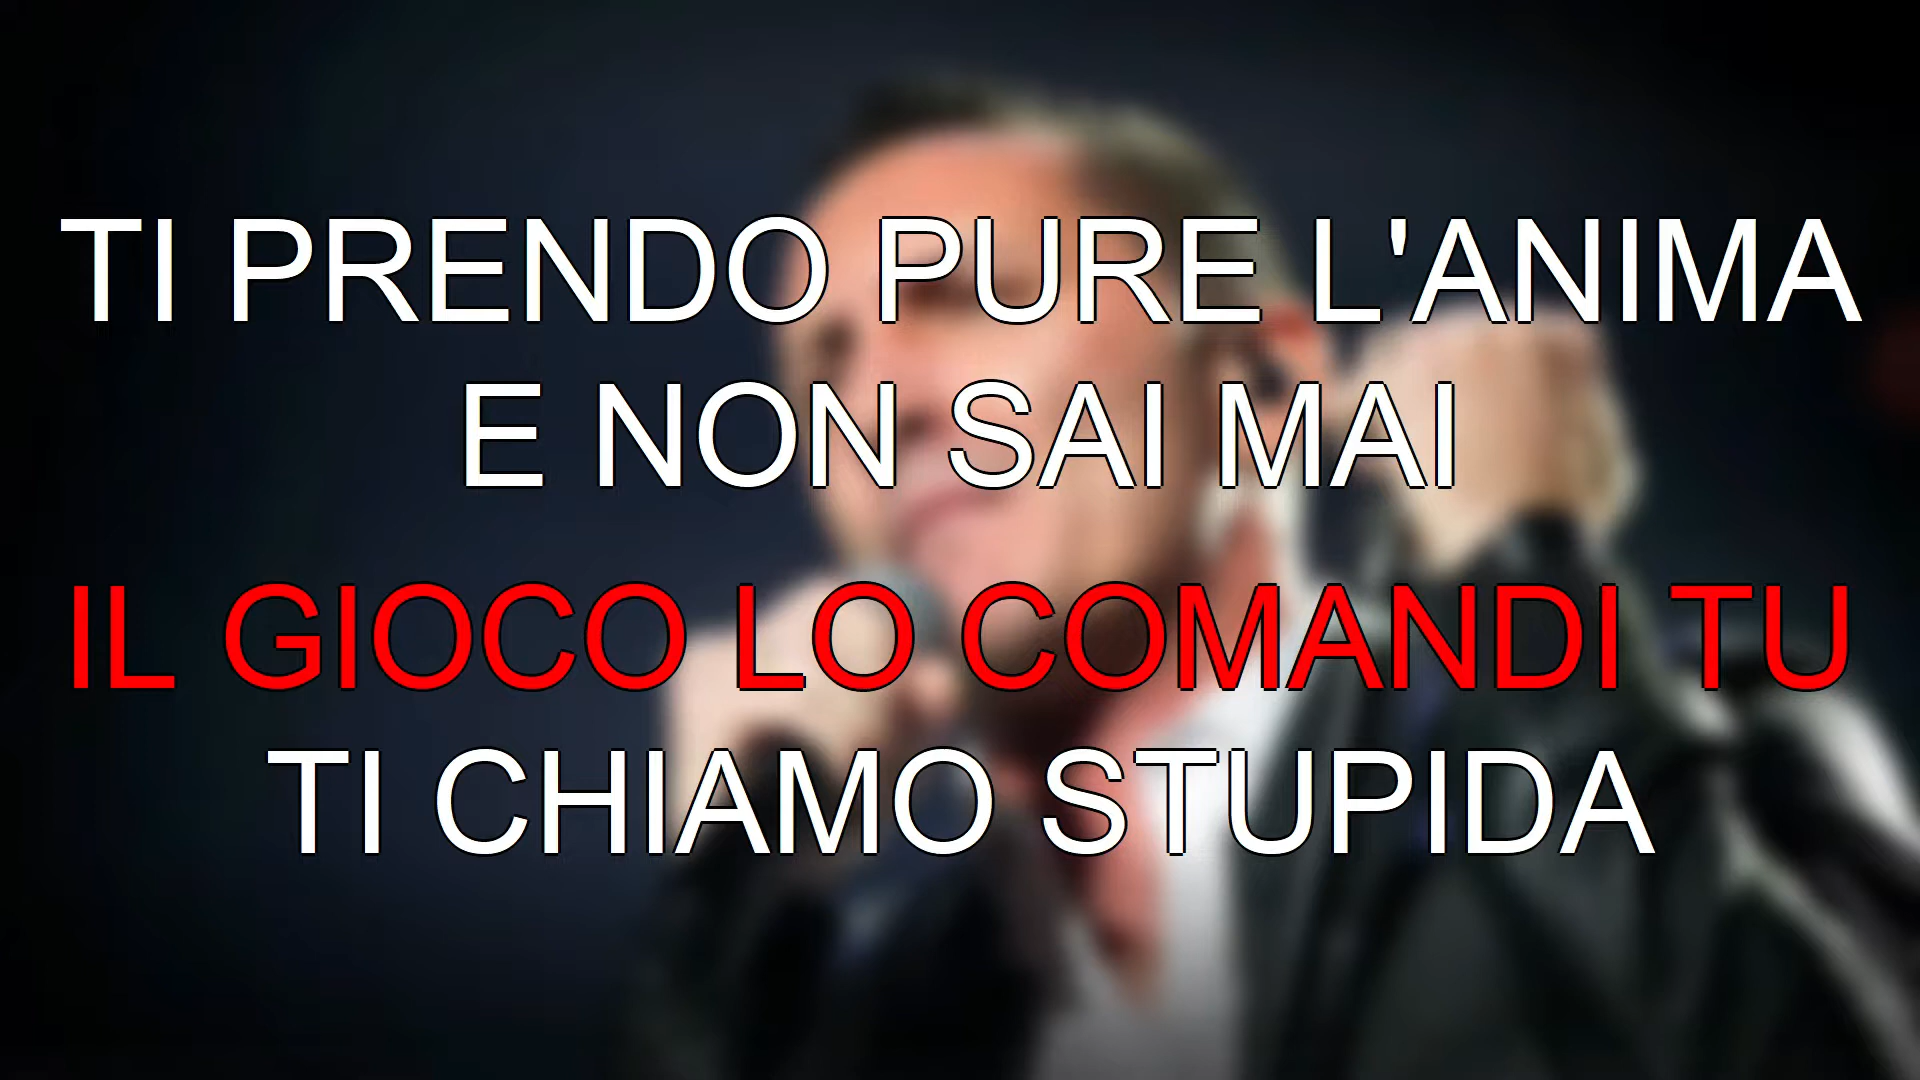 TI PRENDO PURE L'ANIMA
E NON SAI MAI
IL GIOCO LO COMANDI TU
TI CHIAMO STUPIDA